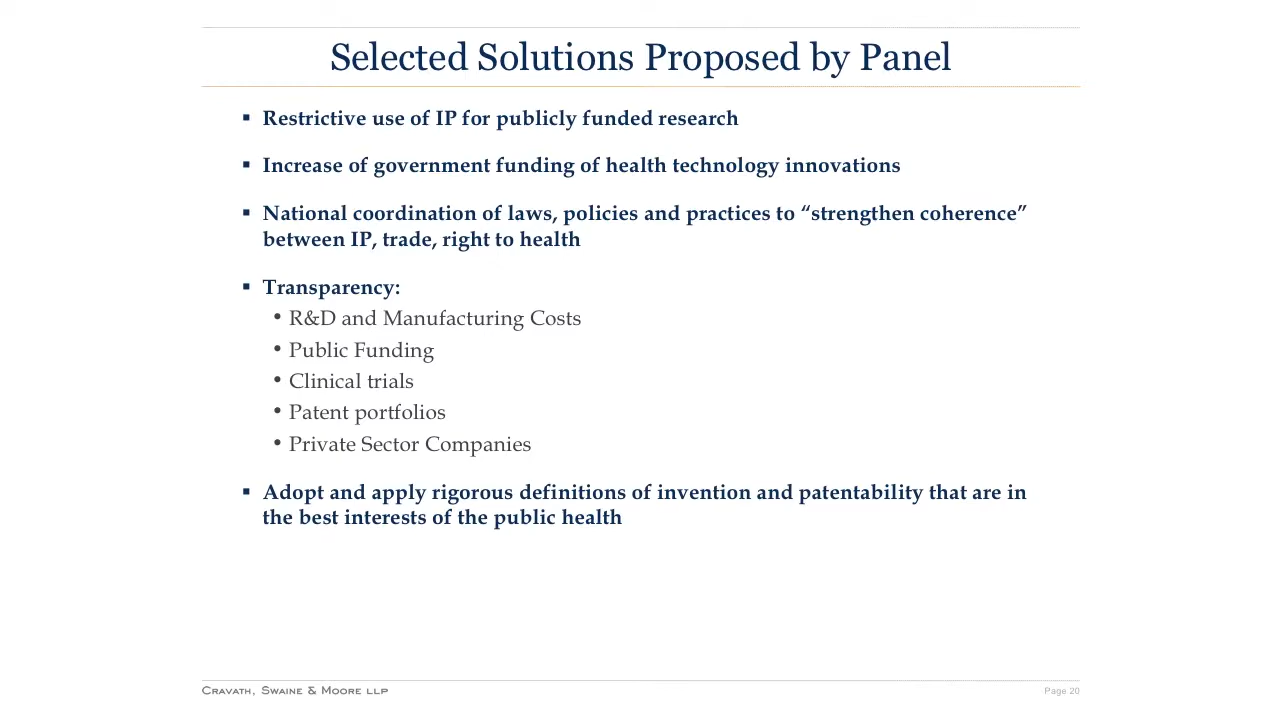 Selected Solutions Proposed by Panel
▪ Restrictive use of IP for publicly funded research
▪ Increase of government funding of health technology innovations
▪ National coordination of laws, policies and practices to “strengthen coherence”
between IP, trade, right to health
▪ Transparency:
• R&D and Manufacturing Costs
• Public Funding
• Clinical trials
• Patent portfolios
• Private Sector Companies
▪ Adopt and apply rigorous definitions of invention and patentability that are in
the best interests of the public health
Cravath, Swaine & Moore LLP
Page 20